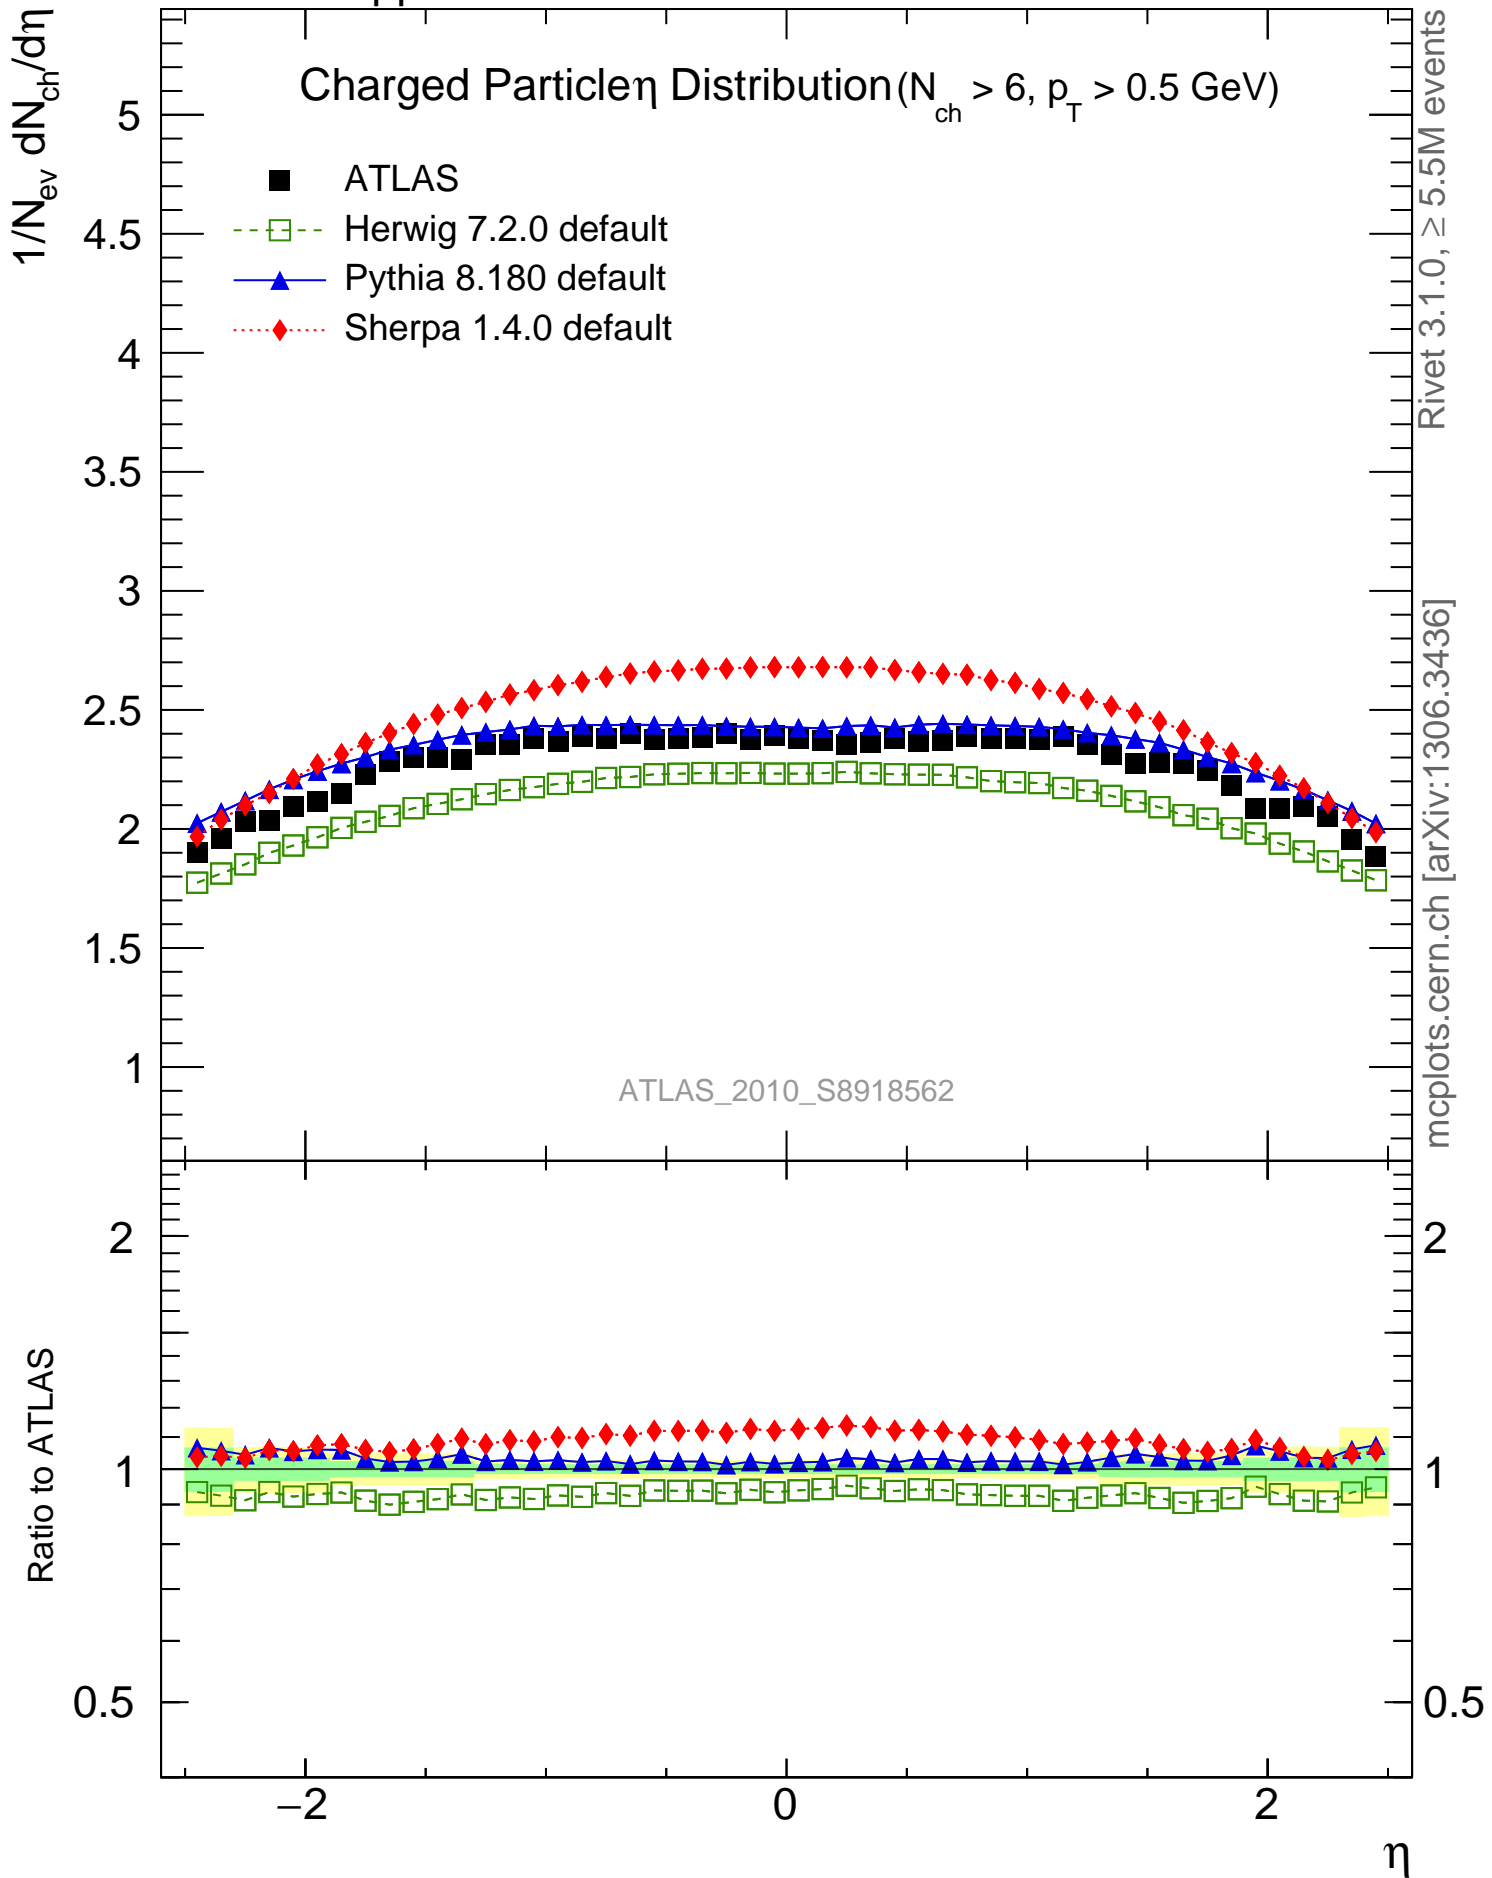 pp
1/N_ev dN_ch/dη
Charged Particle η Distribution (N_ch > 6, p_T > 0.5 GeV)
ATLAS
Herwig 7.2.0 default
Pythia 8.180 default
Sherpa 1.4.0 default
5
4.5
4
3.5
3
2.5
2
1.5
1
ATLAS_2010_S8918562
Rivet 3.1.0, ≥ 5.5M events
mcplots.cern.ch [arXiv:1306.3436]
Ratio to ATLAS
2
1
0.5
2
1
0.5
−2
0
2
η